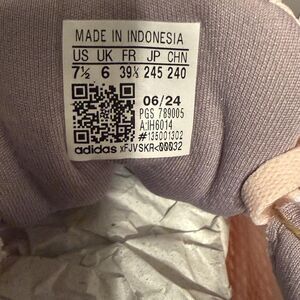 MADE IN INDONESIA
US UK FR JP CHN
7½ 6 39⅓ 245 240
06/24
PGS 789005
A:IH6014
#135001302
adidas xFJVSKR<00032